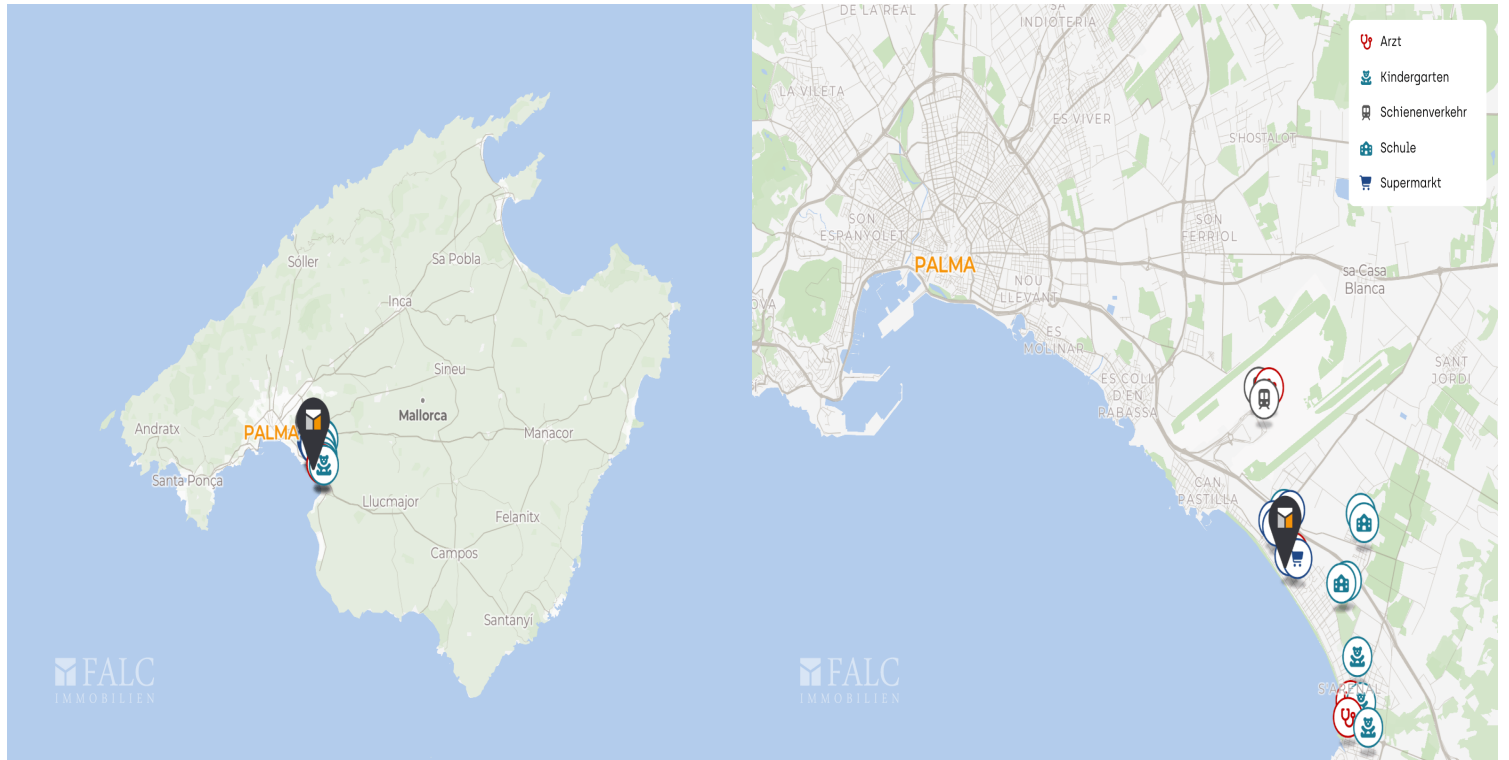 Sóller
Sa Pobla
Inca
Sineu
Mallorca
Andratx
PALMA
Manacor
Santa Ponça
Llucmajor
Felanitx
Campos
Santanyi
FALC
IMMOBILIEN
DE LA REAL
SA
INDIOTERIA
LA VILETA
ES VIVER
S'HOSTALOT
SON
ESPANYOLET
SON
FERRIOL
PALMA
NOU
LLEVANT
sa Casa
Blanca
ES
MOLINAR
ES COLL
D'EN
RABASSA
SANT
JORDI
CAN
PASTILLA
S'ARENAL
FALC
IMMOBILIEN
Arzt
Kindergarten
Schienenverkehr
Schule
Supermarkt